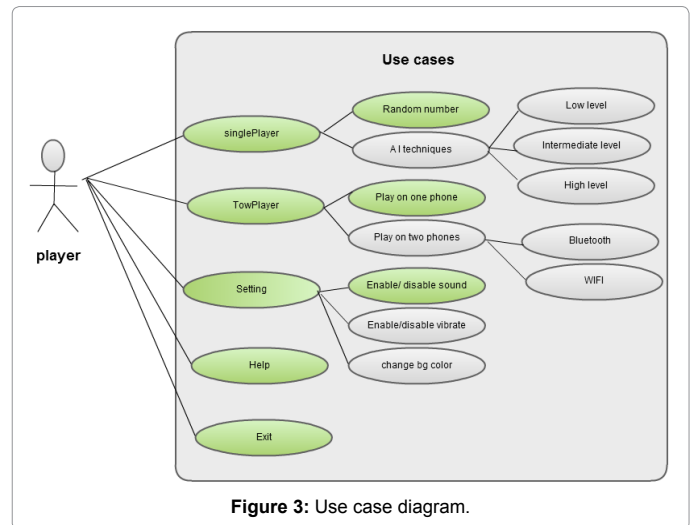 Use cases
singlePlayer
Random number
A I techniques
Low level
Intermediate level
High level
TowPlayer
Play on one phone
Play on two phones
Bluetooth
WIFI
Setting
Enable/ disable sound
Enable/disable vibrate
change bg color
Help
Exit
player
Figure 3: Use case diagram.